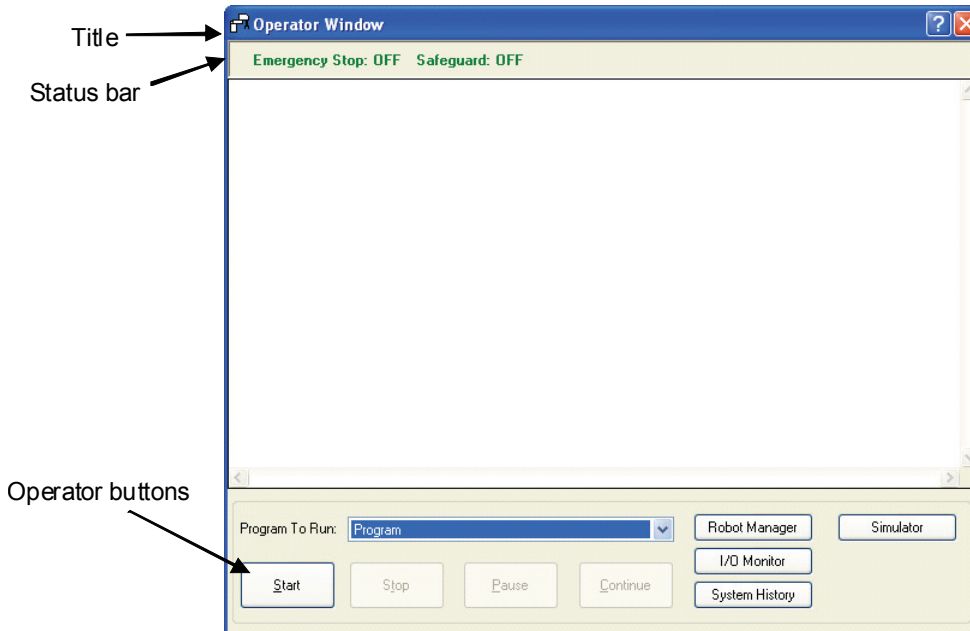 Title
Operator Window
Status bar
Emergency Stop: OFF Safeguard: OFF
Operator buttons
Program To Run: Program
Robot Manager
Simulator
I/O Monitor
Start
Stop
Pause
Continue
System History